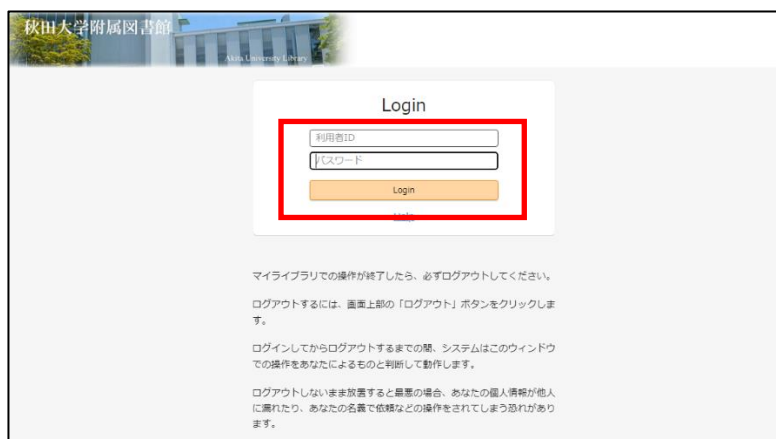 秋田大学附属図書館
Akita University Library
Login
利用者ID
パスワード
Login
Help
マイライブラリでの操作が終了したら、必ずログアウトしてください。
ログアウトするには、画面上部の「ログアウト」ボタンをクリックしま
す。
ログインしてからログアウトするまでの間、システムはこのウィンドウ
での操作をあなたによるものと判断して動作します。
ログアウトしないまま放置すると最悪の場合、あなたの個人情報が他人
に漏れたり、あなたの名義で依頼などの操作をされてしまう恐れがあり
ます。